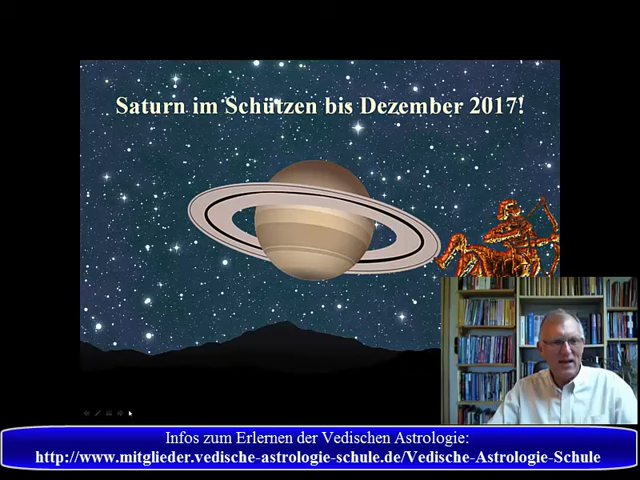 Saturn im Schützen bis Dezember 2017!
Infos zum Erlernen der Vedischen Astrologie:
http://www.mitglieder.vedische-astrologie-schule.de/Vedische-Astrologie-Schule